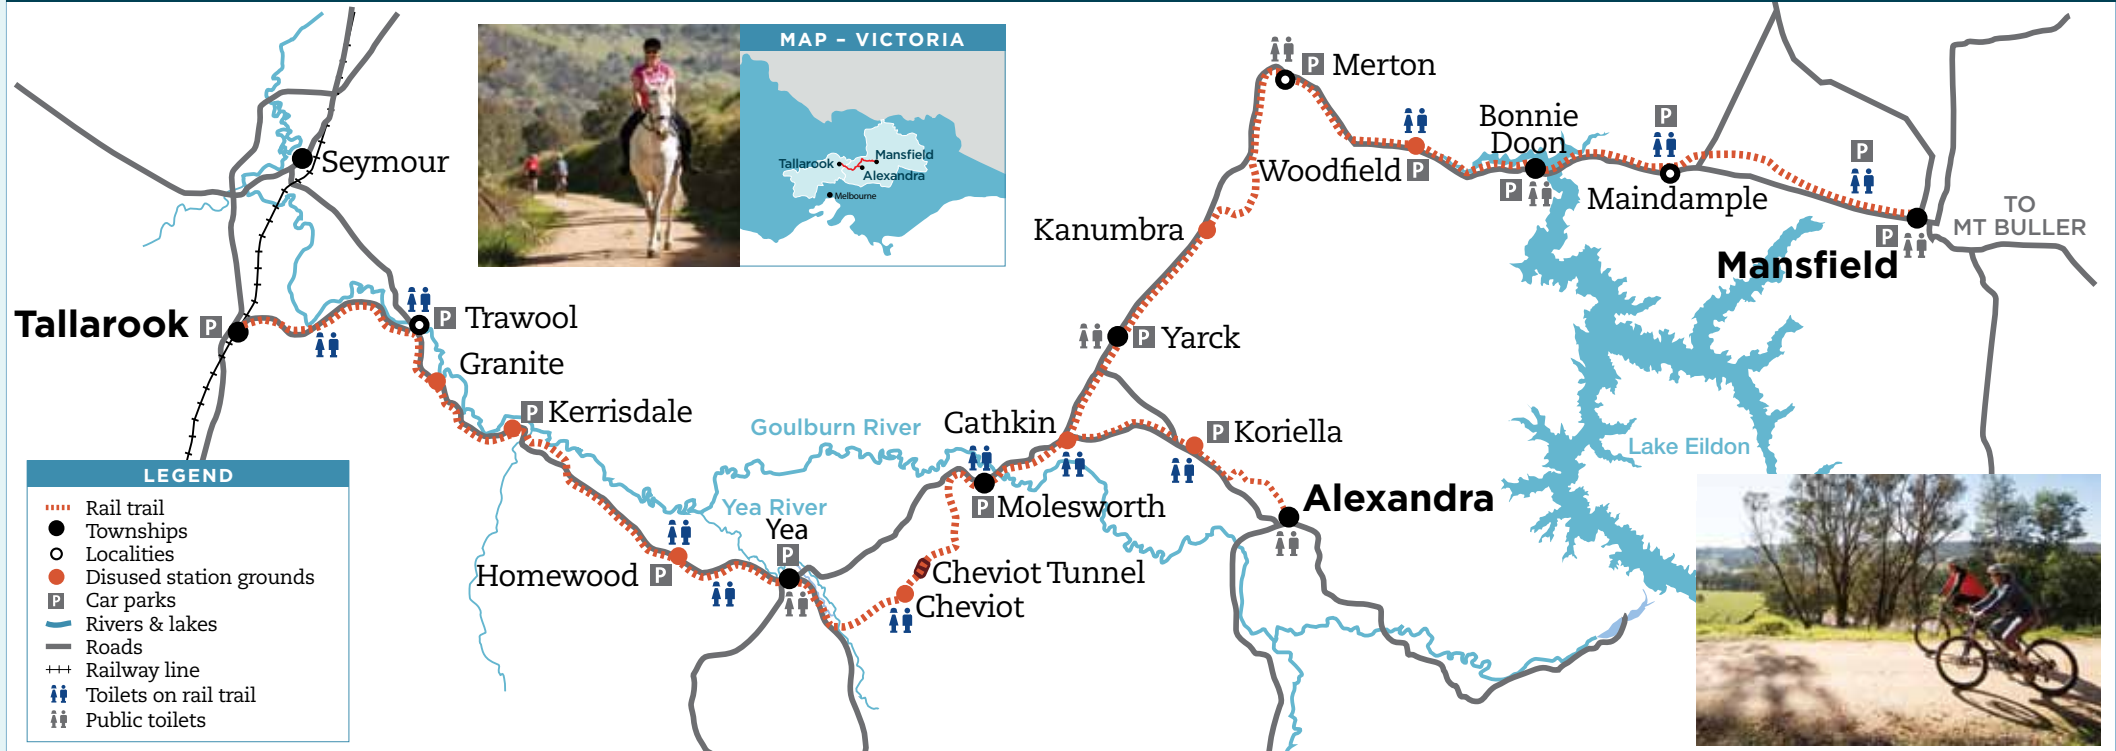 MAP – VICTORIA
Tallarook
Mansfield
Alexandra
Melbourne
P Merton
Bonnie
Doon
P
P
Woodfield P
P
Maindample
Seymour
Kanumbra
TO
MT BULLER
P
Mansfield
Tallarook P
P Trawool
P Yarck
Granite
P Kerrisdale
Goulburn River
Cathkin
P Koriella
Lake Eildon
LEGEND
Rail trail
Townships
Localities
Disused station grounds
P Car parks
Rivers & lakes
Roads
Railway line
Toilets on rail trail
Public toilets
Yea River
Yea
P
P Molesworth
Alexandra
Homewood P
Cheviot Tunnel
Cheviot